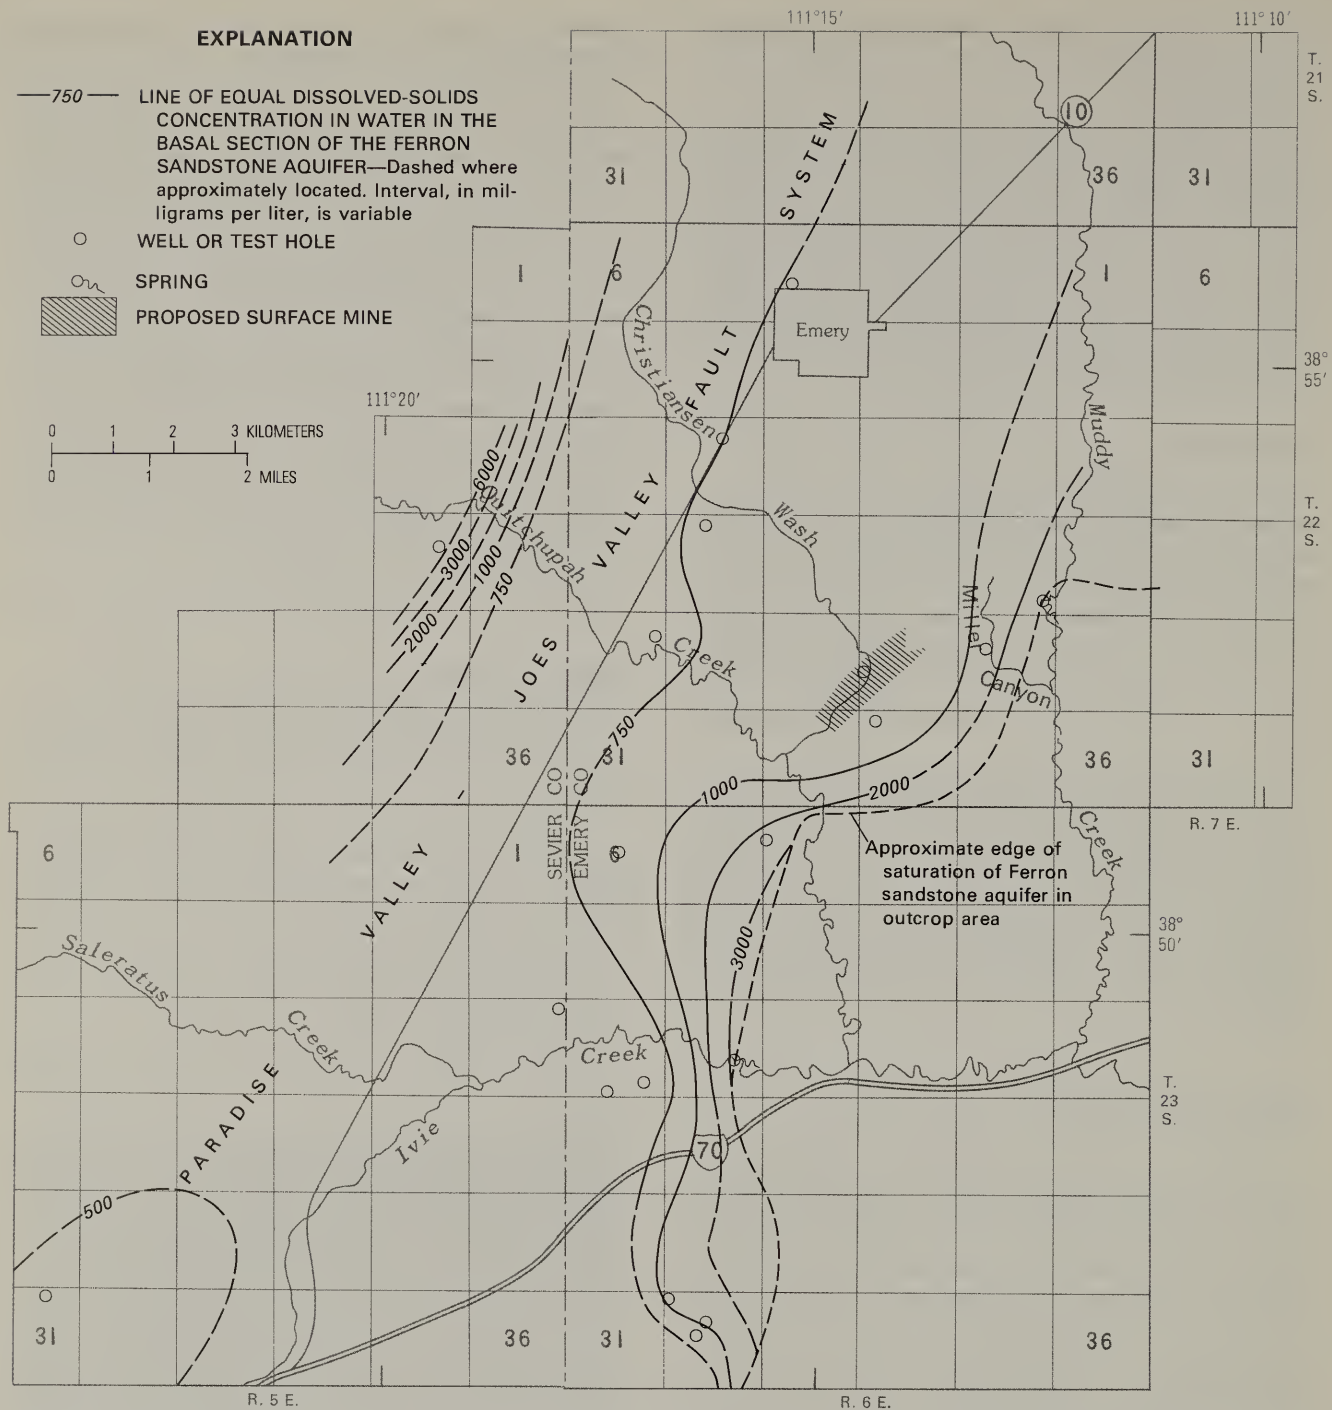 111° 15′
111° 10′
EXPLANATION
750
LINE OF EQUAL DISSOLVED-SOLIDS
CONCENTRATION IN WATER IN THE
BASAL SECTION OF THE FERRON
SANDSTONE AQUIFER—Dashed where
approximately located. Interval, in mil-
ligrams per liter, is variable
WELL OR TEST HOLE
SPRING
PROPOSED SURFACE MINE
T.
21
S.
10
SYSTEM
31
36
31
1
6
1
6
Christiansen
FAULT
Emery
38°
55′
111° 20′
0 1 2 3 KILOMETERS
0 1 2 MILES
Muddy
6000
Quitchupah
VALLEY
Wash
T.
22
S.
3000
1000
750
2000
JOES
Creek
Miller
Canyon
750
36
31
36
31
SEVIER CO
EMERY CO
1000
2000
R. 7 E.
6
1
6
Creek
Approximate edge of
saturation of Ferron
sandstone aquifer in
outcrop area
VALLEY
3000
38°
50′
Saleratus
Creek
Creek
PARADISE
Ivie
T.
23
S.
70
500
31
36
31
36
R. 5 E.
R. 6 E.